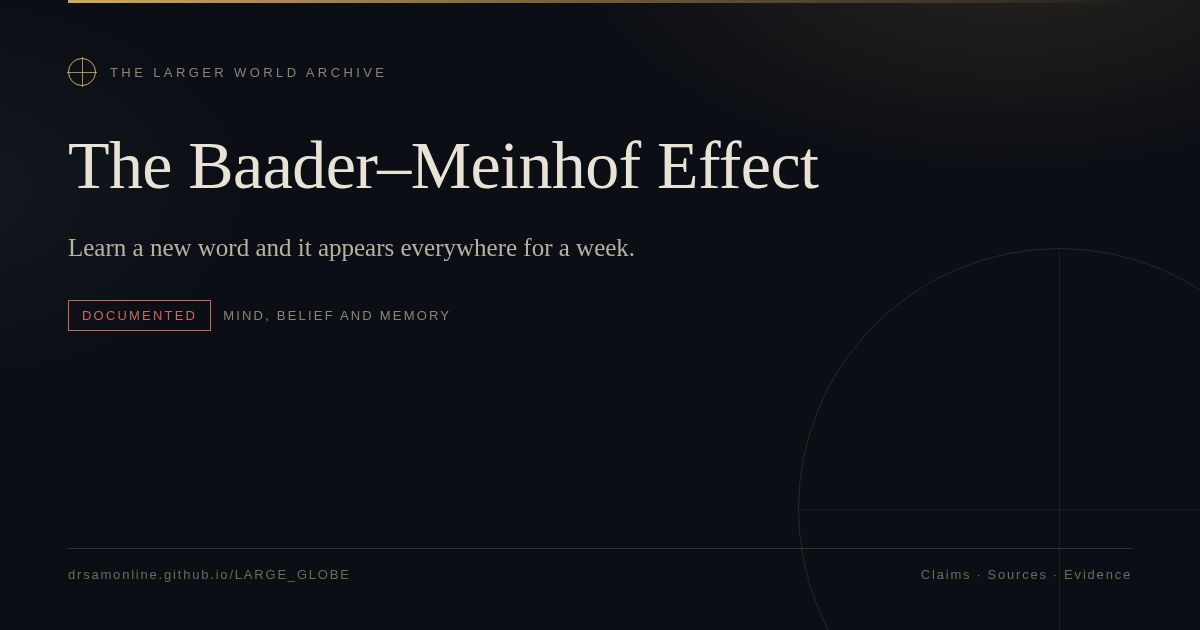 THE LARGER WORLD ARCHIVE
The Baader–Meinhof Effect
Learn a new word and it appears everywhere for a week.
DOCUMENTED MIND, BELIEF AND MEMORY
drsamonline.github.io/LARGE_GLOBE Claims · Sources · Evidence